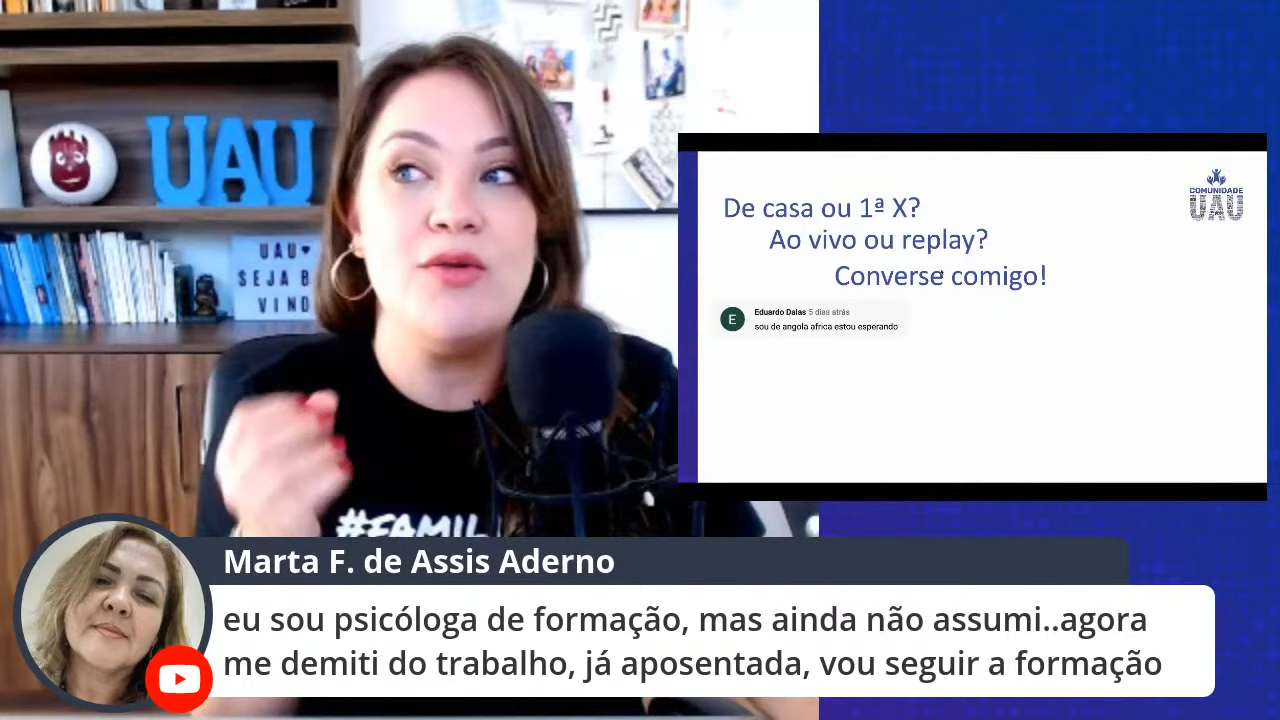 UAU
UAU♥
SEJA B
VIND
#FAMIL
De casa ou 1ª X?
Ao vivo ou replay?
Converse comigo!
COMUNIDADE
UAU
E
Eduardo Dalas 5 dias atrás
sou de angola africa estou esperando
Marta F. de Assis Aderno
eu sou psicóloga de formação, mas ainda não assumi..agora
me demiti do trabalho, já aposentada, vou seguir a formação